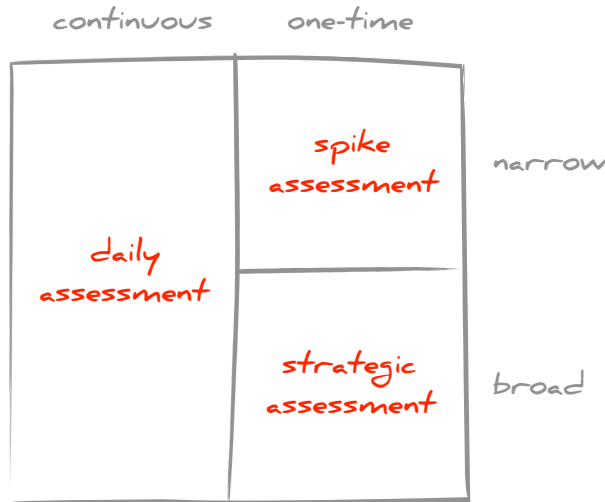 continuous one-time
spike
assessment
narrow
daily
assessment
strategic
assessment
broad